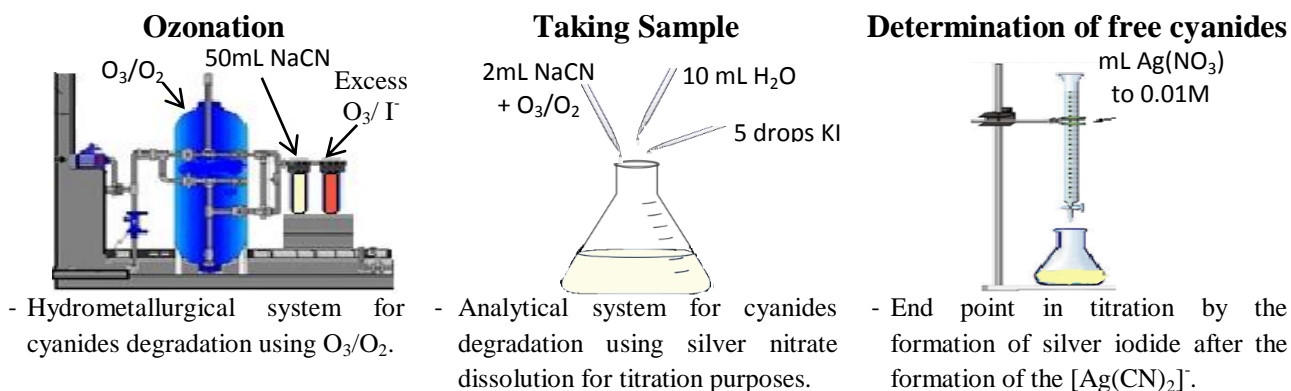 Ozonation
O₃/O₂
50mL NaCN
Excess
O₃/ I⁻
- Hydrometallurgical system for
cyanides degradation using O₃/O₂.
Taking Sample
2mL NaCN
+ O₃/O₂
10 mL H₂O
5 drops KI
- Analytical system for cyanides
degradation using silver nitrate
dissolution for titration purposes.
Determination of free cyanides
mL Ag(NO₃)
to 0.01M
- End point in titration by the
formation of silver iodide after the
formation of the [Ag(CN)₂]⁻.